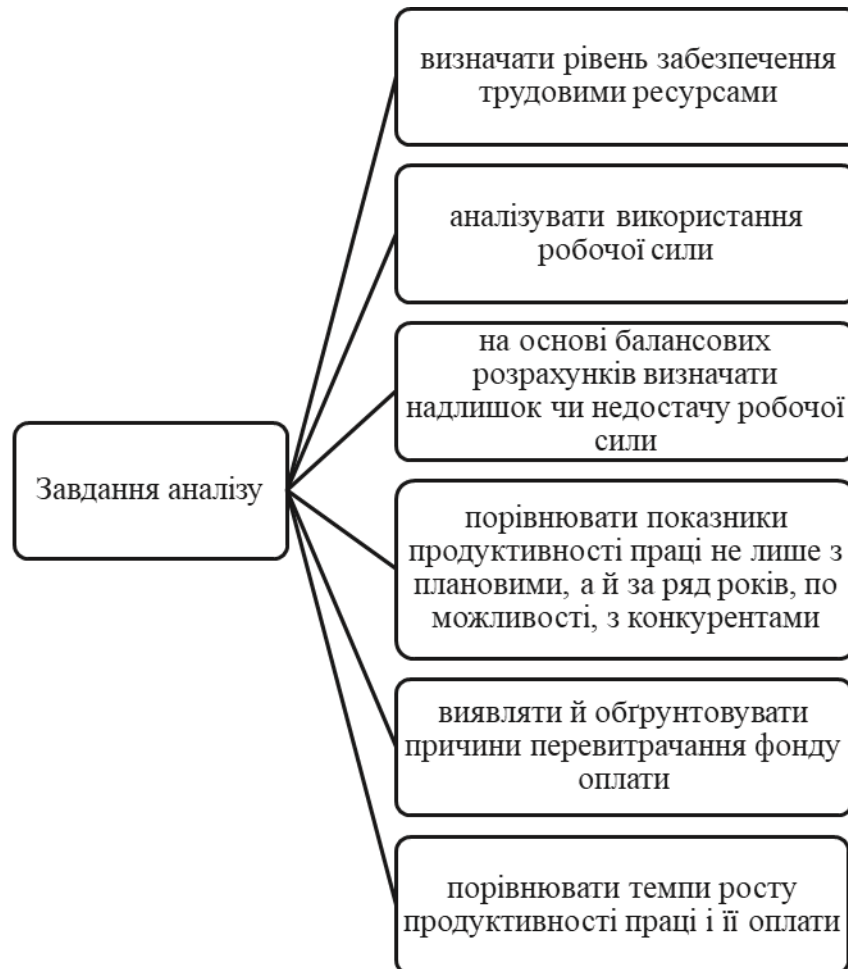 Завдання аналізу
визначати рівень забезпечення
трудовими ресурсами
аналізувати використання
робочої сили
на основі балансових
розрахунків визначати
надлишок чи недостачу робочої
сили
порівнювати показники
продуктивності праці не лише з
плановими, а й за ряд років, по
можливості, з конкурентами
виявляти й обґрунтовувати
причини перевитрачання фонду
оплати
порівнювати темпи росту
продуктивності праці і її оплати